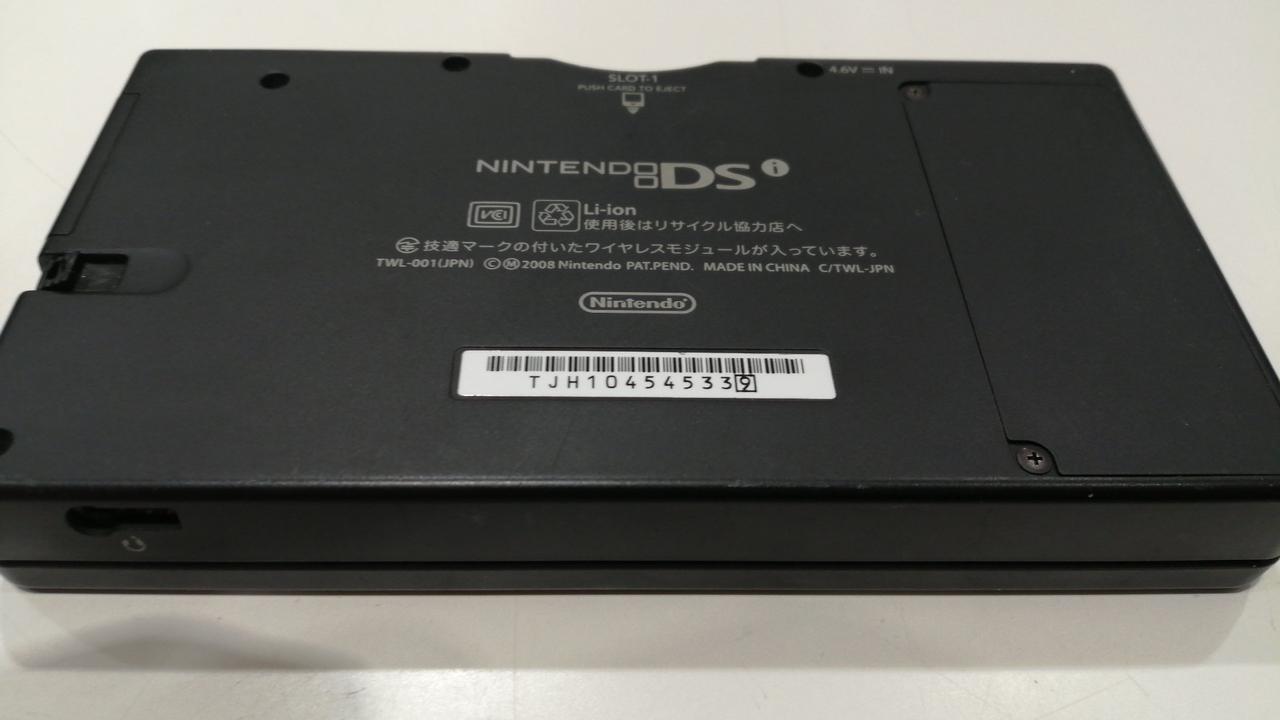 SLOT-1
PUSH CARD TO EJECT
4.6V ⎓ IN
NINTENDO DSi
VCI
Li-ion
使用後はリサイクル協力店へ
技適マークの付いたワイヤレスモジュールが入っています。
TWL-001(JPN) ©Ⓜ2008 Nintendo PAT.PEND. MADE IN CHINA C/TWL-JPN
Nintendo®
TJH104545339